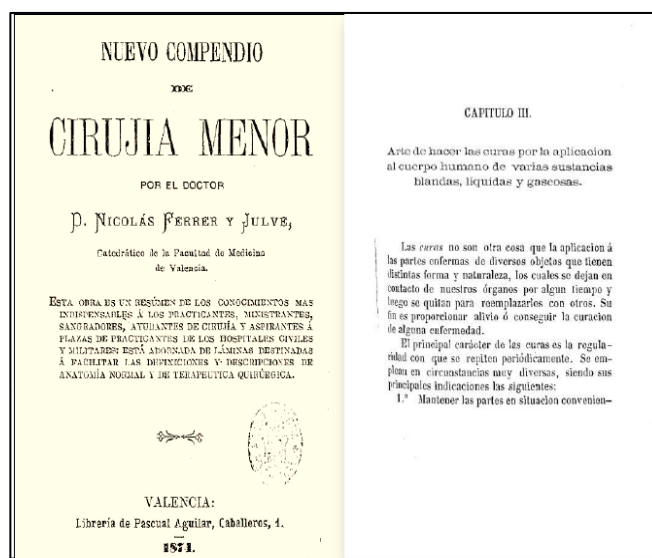 NUEVO COMPENDIO
DE
CIRUJIA MENOR
POR EL DOCTOR
D. NICOLÁS FERRER Y JULVE,
Catedrático de la Facultad de Medicina
de Valencia.
ESTA OBRA ES UN RESÚMEN DE LOS CONOCIMIENTOS MAS
INDISPENSABLES Á LOS PRACTICANTES, MINISTRANTES,
SANGRADORES, AYUDANTES DE CIRUJÍA Y ASPIRANTES Á
PLAZAS DE PRACTICANTES DE LOS HOSPITALES CIVILES
Y MILITARES: ESTÁ ADORNADA DE LÁMINAS DESTINADAS
Á FACILITAR LAS DEFINICIONES Y DESCRIPCIONES DE
ANATOMÍA NORMAL Y DE TERAPEUTICA QUIRÚRGICA.
VALENCIA:
Librería de Pascual Aguilar, Caballeros, 1.
1874.
CAPITULO III.
Arte de hacer las curas por la aplicacion
al cuerpo humano de varias sustancias
blandas, líquidas y gaseosas.
Las curas no son otra cosa que la aplicacion á
las partes enfermas de diversos objetos que tienen
distintas forma y naturaleza, los cuales se dejan en
contacto de nuestros órganos por algun tiempo y
luego se quitan para reemplazarlos con otros. Su
fin es proporcionar alivio ó conseguir la curacion
de alguna enfermedad.
El principal carácter de las curas es la regula-
ridad con que se repiten periódicamente. Se em-
plean en circunstancias muy diversas, siendo sus
principales indicaciones las siguientes:
1.ª Mantener las partes en situacion convenien-